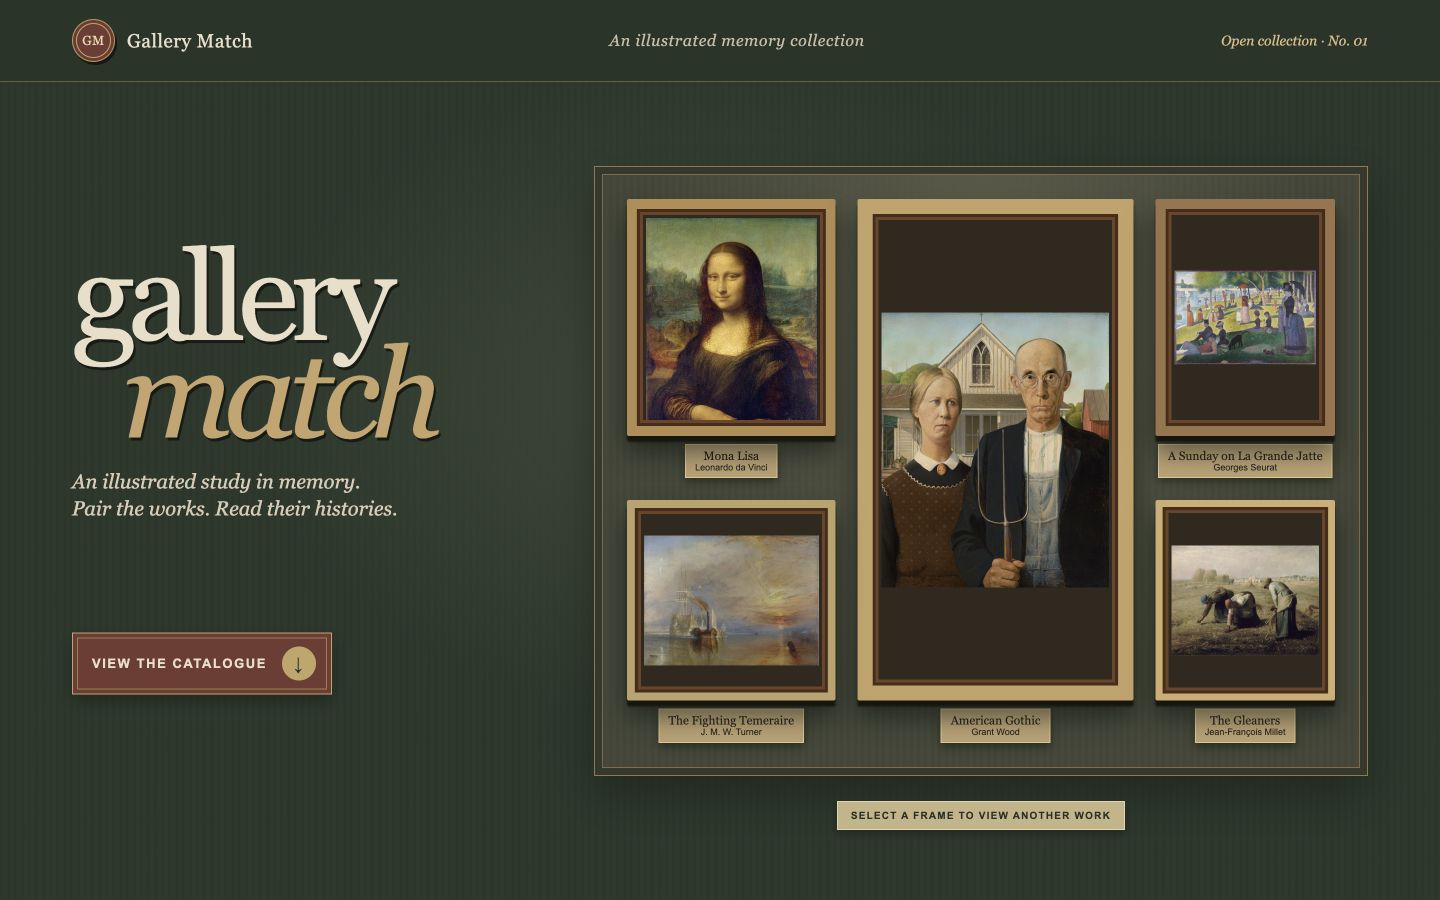 GM
Gallery Match
An illustrated memory collection
Open collection · No. 01
gallery
match
An illustrated study in memory.
Pair the works. Read their histories.
VIEW THE CATALOGUE ↓
Mona Lisa
Leonardo da Vinci
A Sunday on La Grande Jatte
Georges Seurat
The Fighting Temeraire
J. M. W. Turner
American Gothic
Grant Wood
The Gleaners
Jean-François Millet
SELECT A FRAME TO VIEW ANOTHER WORK